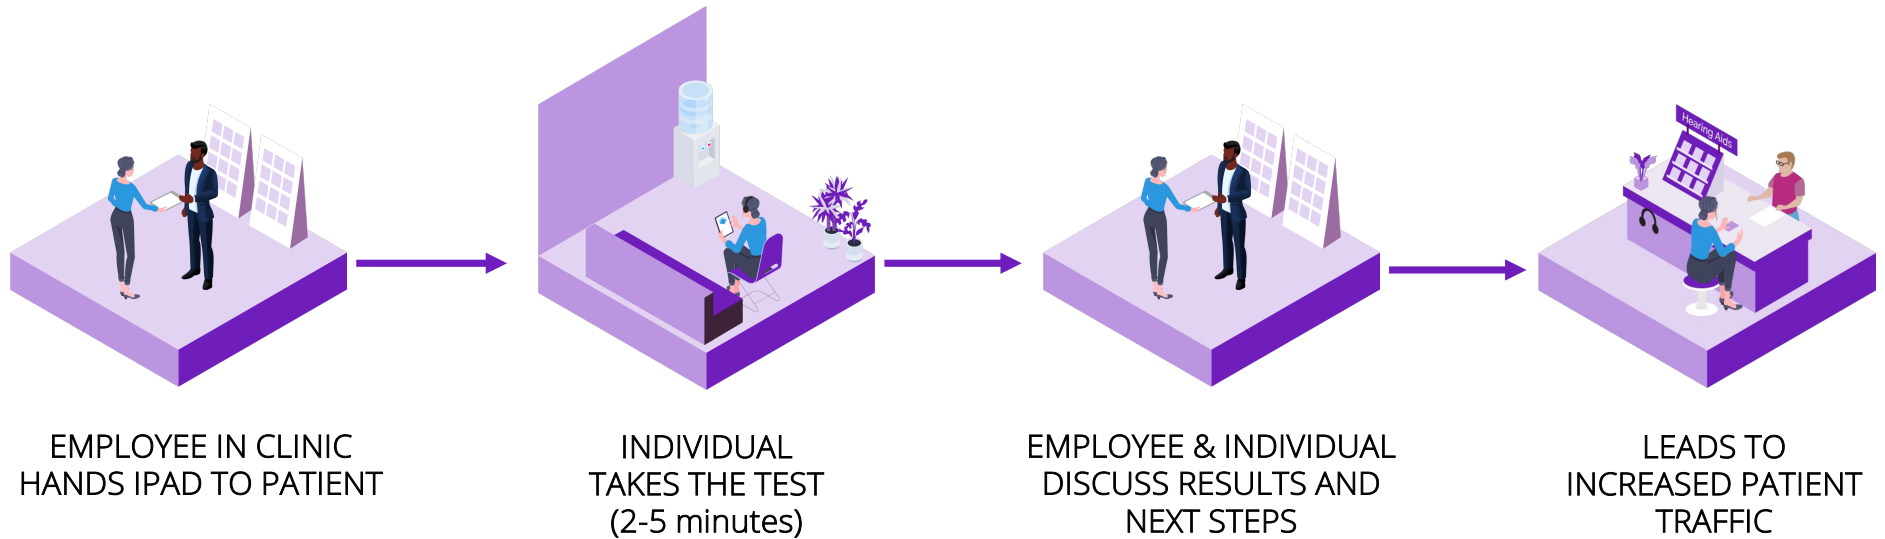 Hearing Aids
EMPLOYEE IN CLINIC
HANDS IPAD TO PATIENT
INDIVIDUAL
TAKES THE TEST
(2-5 minutes)
EMPLOYEE & INDIVIDUAL
DISCUSS RESULTS AND
NEXT STEPS
LEADS TO
INCREASED PATIENT
TRAFFIC